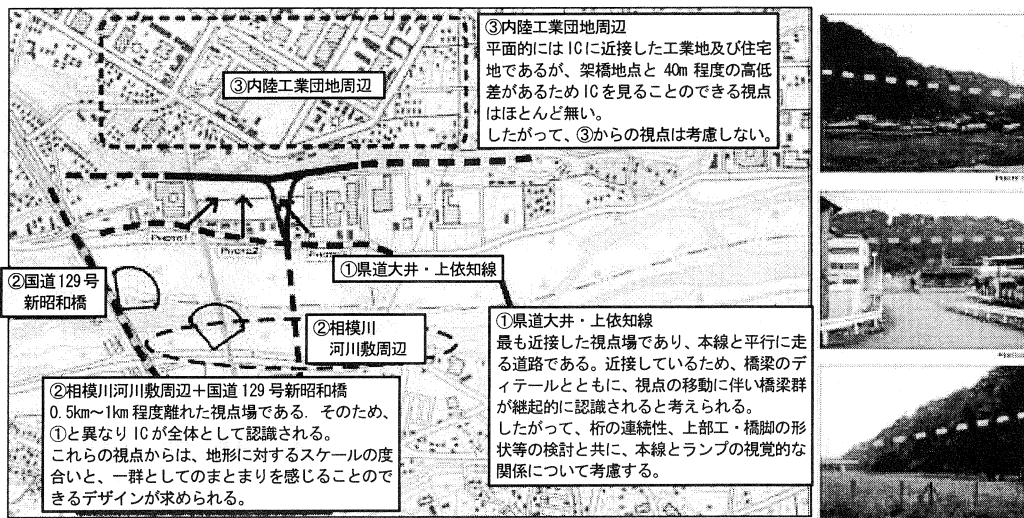 ③内陸工業団地周辺
③内陸工業団地周辺
平面的にはICに近接した工業地及び住宅
地であるが、架橋地点と 40m 程度の高低
差があるためICを見ることのできる視点
はほとんど無い。
したがって、③からの視点は考慮しない。
PHOTO1
PHOTO2
①県道大井・上依知線
②国道129号
新昭和橋
②相模川
河川敷周辺
①県道大井・上依知線
最も近接した視点場であり、本線と平行に走
る道路である。近接しているため、橋梁のデ
ィテールとともに、視点の移動に伴い橋梁群
が継起的に認識されると考えられる。
したがって、桁の連続性、上部工・橋脚の形
状等の検討と共に、本線とランプの視覚的な
関係について考慮する。
②相模川河川敷周辺＋国道129号新昭和橋
0.5km～1km程度離れた視点場である. そのため、
①と異なりICが全体として認識される。
これらの視点からは、地形に対するスケールの度
合いと、一群としてのまとまりを感じることので
きるデザインが求められる。